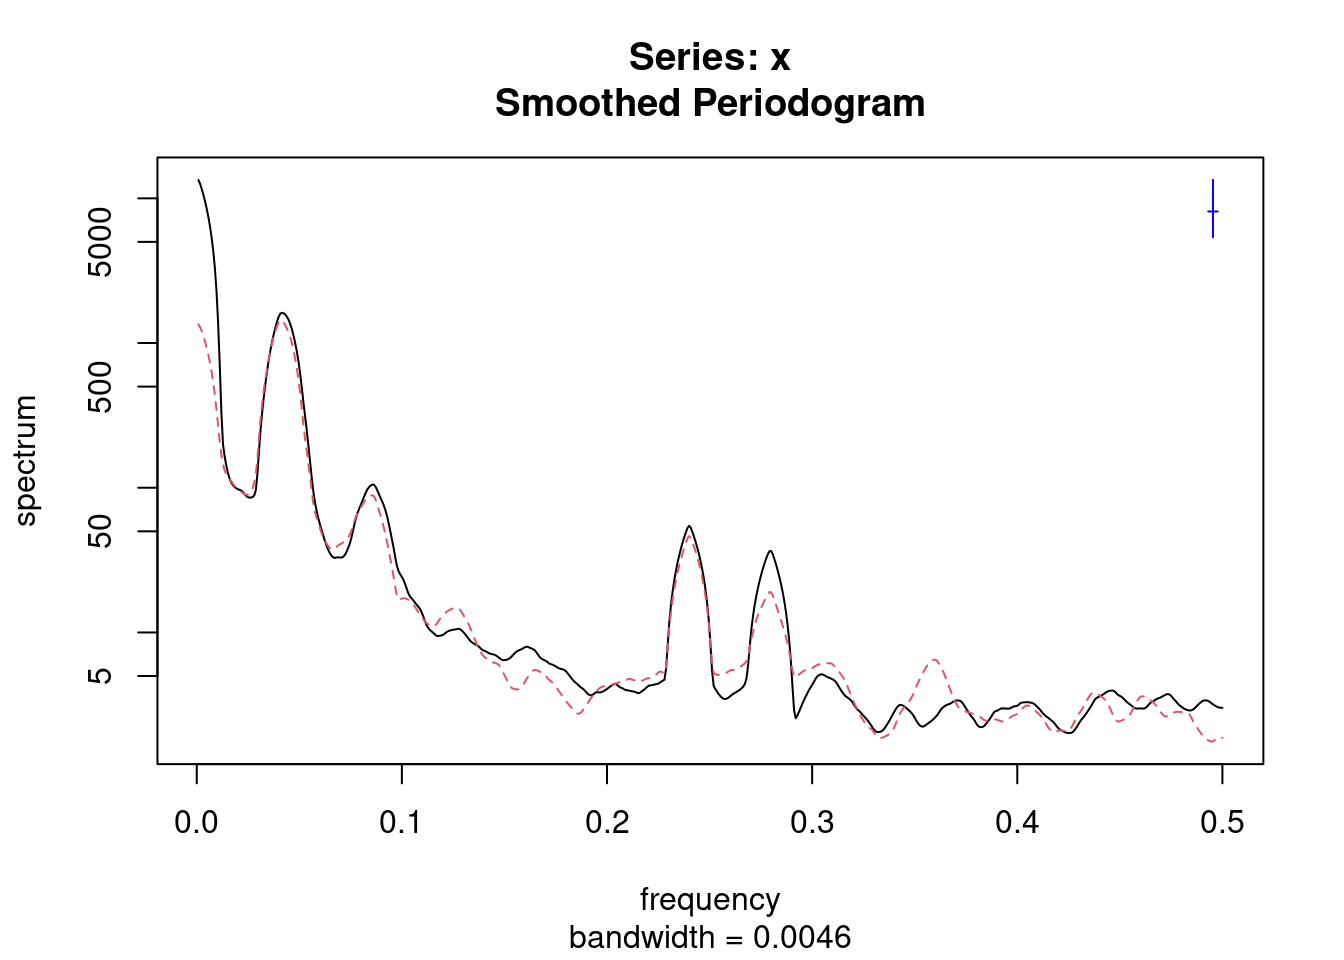 Series: x
Smoothed Periodogram
spectrum
5000
500
50
5
0.0 0.1 0.2 0.3 0.4 0.5
frequency
bandwidth = 0.0046